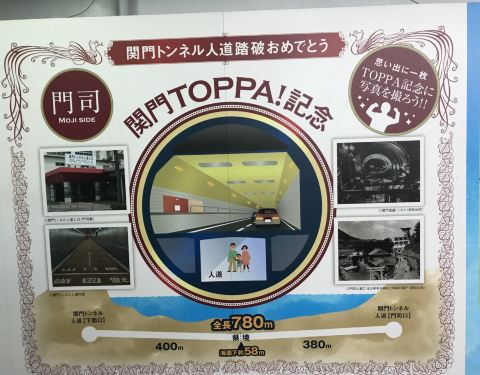 関門トンネル人道踏破おめでとう
門司
MOJI SIDE
関門TOPPA!記念
思い出に一枚
TOPPA記念に
写真を撮ろう!!
人道
関門トンネル
人道【下関口】
関門トンネル
人道【門司口】
全長780m
県境
400m
380m
海面下約58m